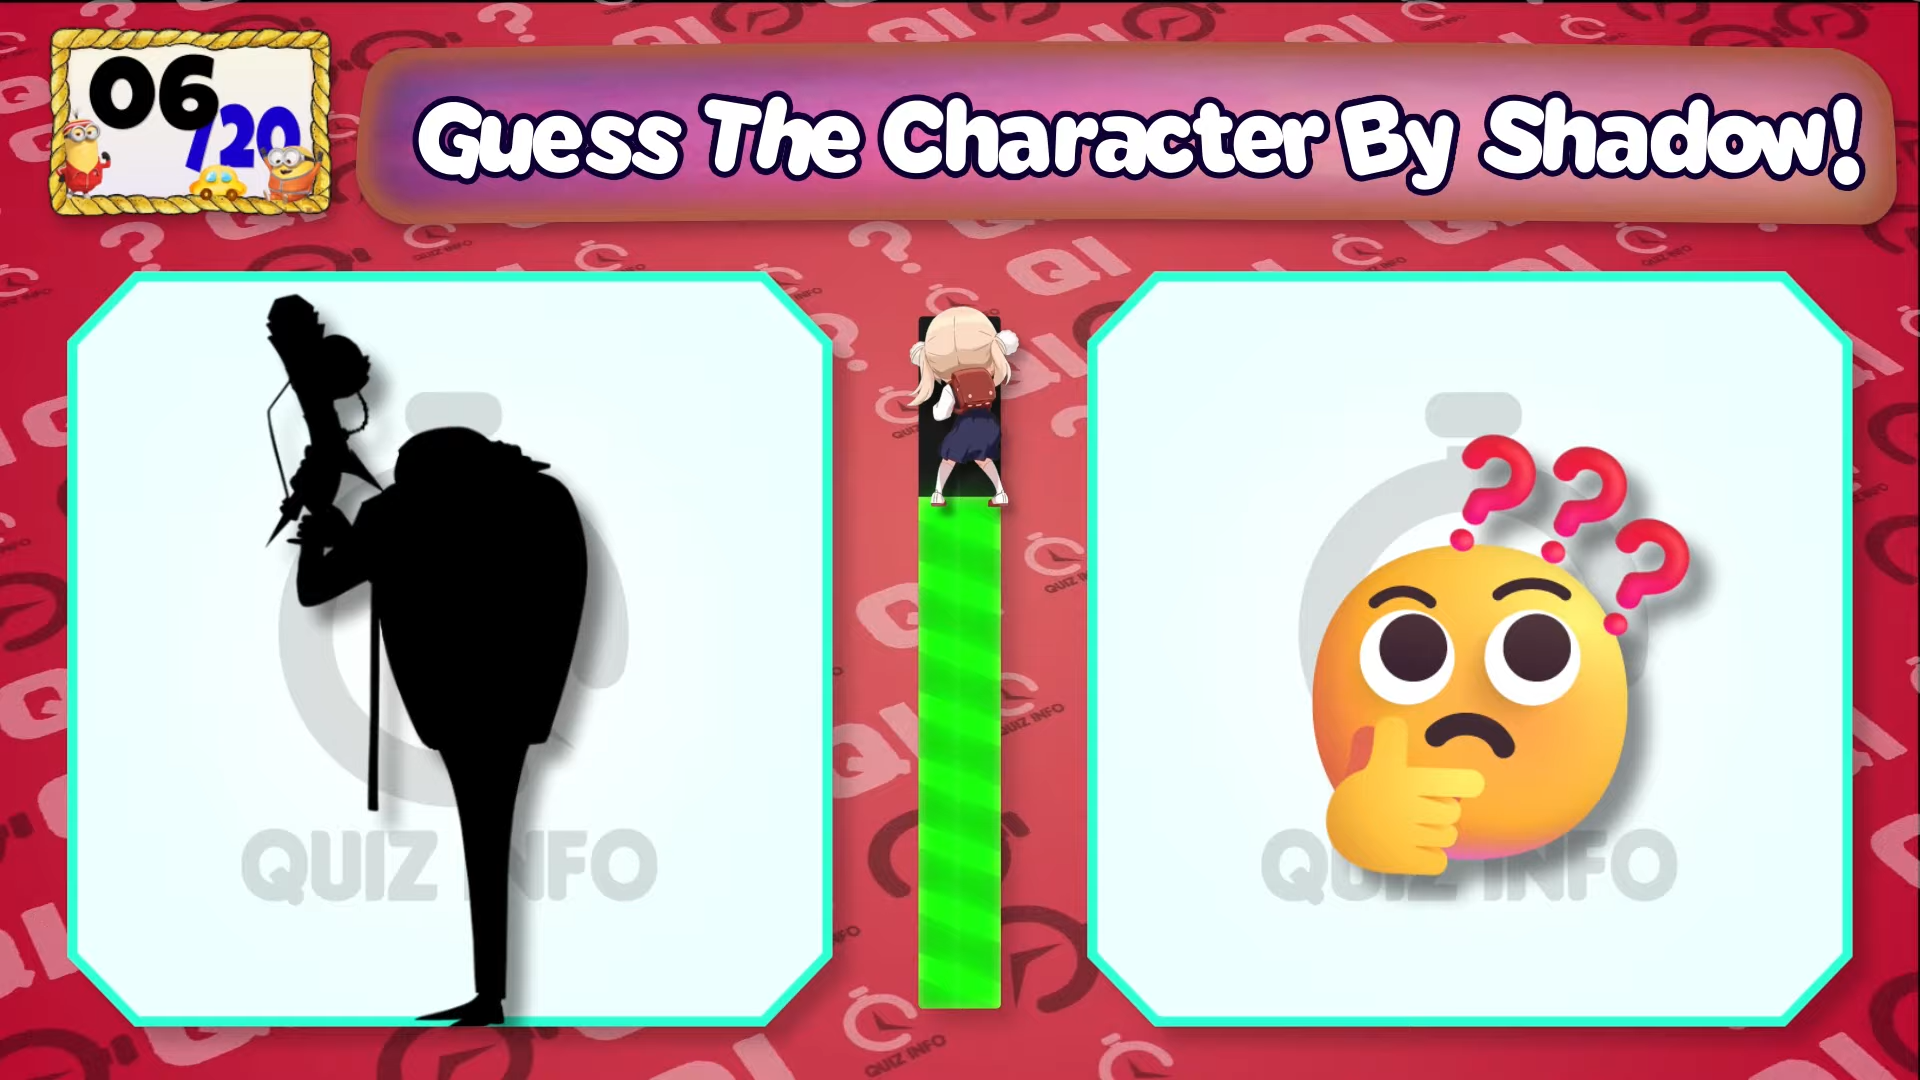 06
/20
Guess The Character By Shadow!
QUIZ INFO
QUIZ INFO